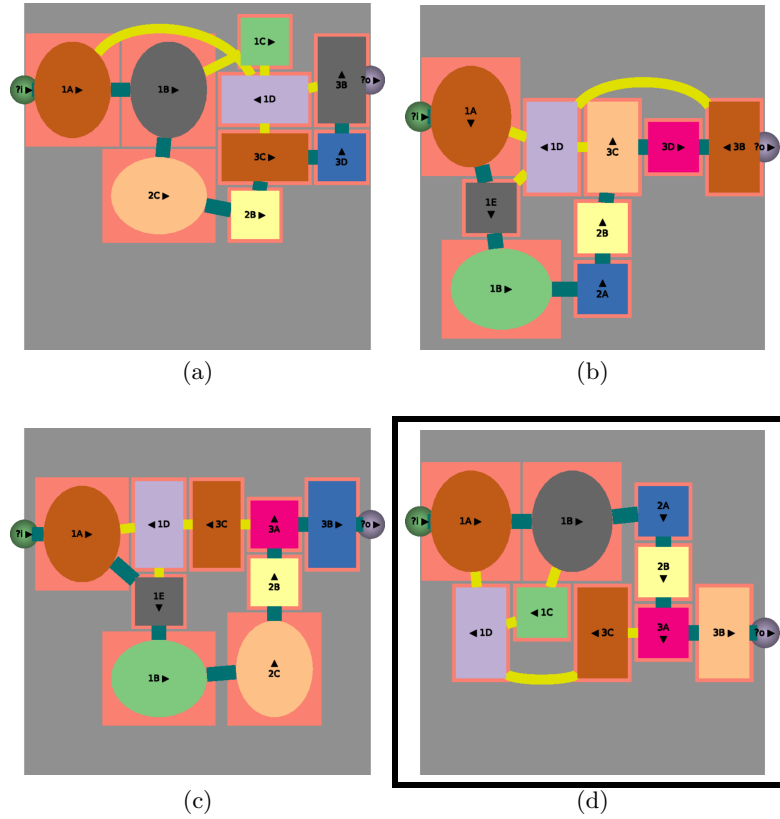 1C ▶
?i ▶ 1A ▶ 1B ▶ ▲ 3B ?o ▶
◀ 1D
3C ▶ ▲ 3D
2C ▶
2B ▶
(a)
1A ▼
?i ▶ ◀ 1D ▲ 3C 3D ▶ ◀ 3B ?o ▶
1E ▼
▲ 2B
1B ▶ ▲ 2A
(b)
?i ▶ 1A ▶ ◀ 1D ◀ 3C ▲ 3A 3B ▶ ?o ▶
1E ▼ ▲ 2B
1B ▶ ▲ 2C
(c)
?i ▶ 1A ▶ 1B ▶ 2A ▼
2B ▼
◀ 1D ◀ 1C ◀ 3C 3A ▼ 3B ▶ ?o ▶
(d)